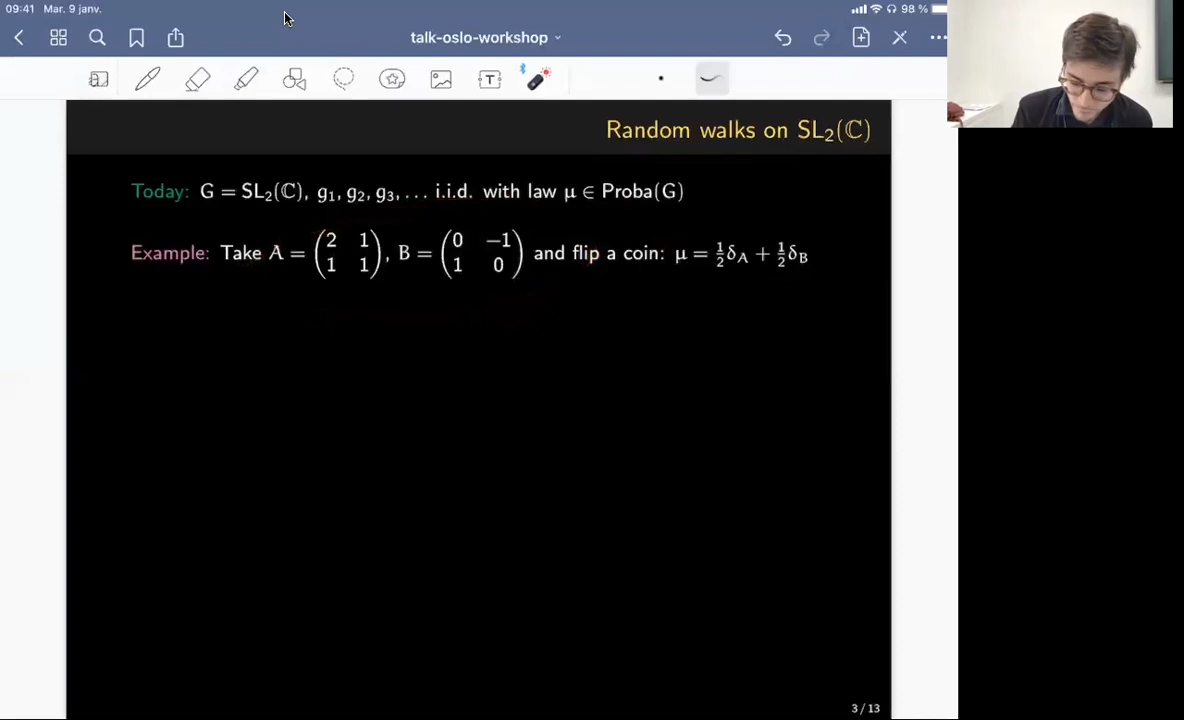 09:41 Mar. 9 janv. 98 %
talk-oslo-workshop
Random walks on SL₂(ℂ)
Today: G = SL₂(ℂ), g₁, g₂, g₃, … i.i.d. with law μ ∈ Proba(G)
Example: Take A = (2 1 / 1 1), B = (0 −1 / 1 0) and flip a coin: μ = ½δ_A + ½δ_B
3 / 13